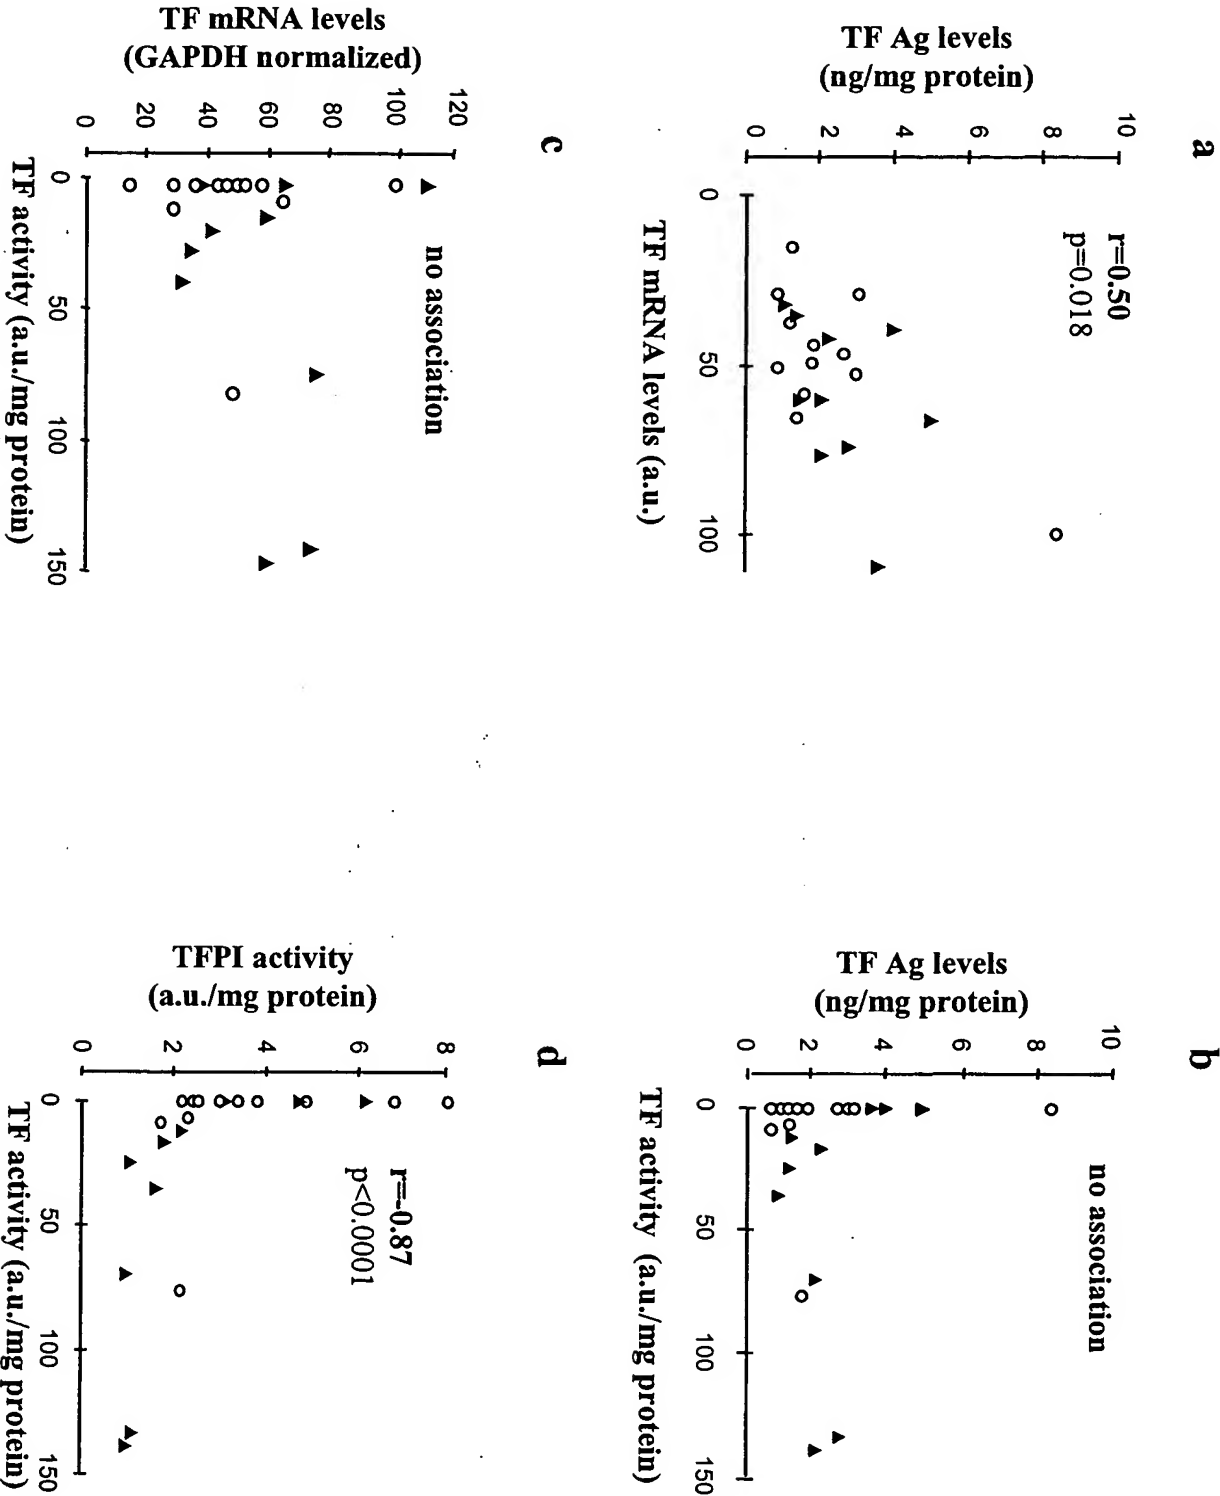 a
TF Ag levels
(ng/mg protein)
10
8
6
4
2
0
r=0.50
p=0.018
0
50
100
TF mRNA levels (a.u.)
b
TF Ag levels
(ng/mg protein)
10
8
6
4
2
0
no association
0
50
100
150
TF activity (a.u./mg protein)
c
TF mRNA levels
(GAPDH normalized)
120
100
80
60
40
20
0
no association
0
50
100
150
TF activity (a.u./mg protein)
d
TFPI activity
(a.u./mg protein)
8
6
4
2
0
r=-0.87
p<0.0001
0
50
100
150
TF activity (a.u./mg protein)